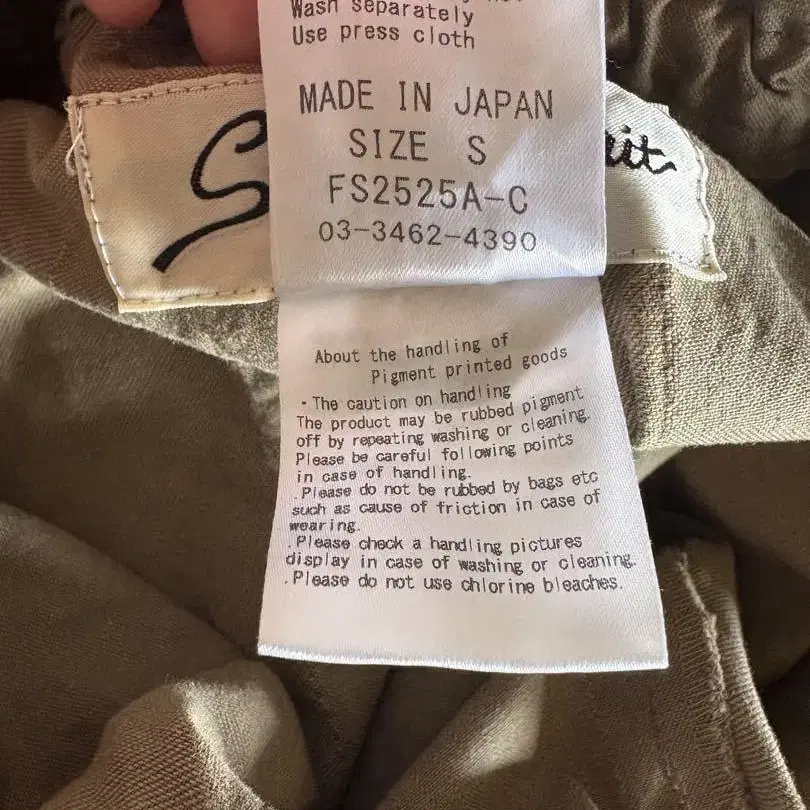 Wash separately
Use press cloth
MADE IN JAPAN
SIZE S
FS2525A-C
03-3462-4390
About the handling of
Pigment printed goods
・The caution on handling
The product may be rubbed pigment
off by repeating washing or cleaning.
Please be careful following points
in case of handling.
.Please do not be rubbed by bags etc
such as cause of friction in case of
wearing.
.Please check a handling pictures
display in case of washing or cleaning.
.Please do not use chlorine bleaches.